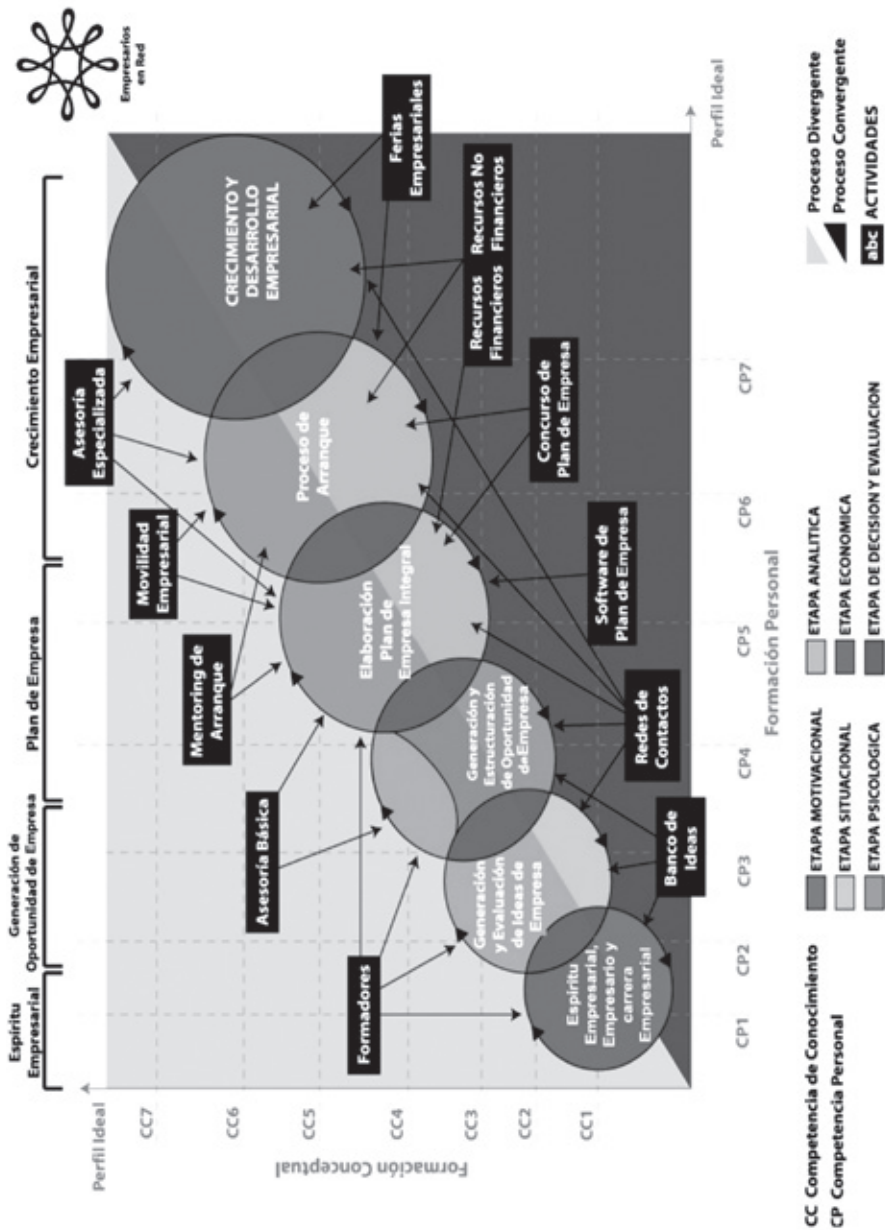 Empresarios
en Red
Espíritu
Empresarial
Generación de
Oportunidad de Empresa
Plan de Empresa
Crecimiento Empresarial
Perfil Ideal
CC7
CC6
CC5
CC4
CC3
CC2
CC1
Formación Conceptual
Formadores
Asesoría Básica
Mentoring de
Arranque
Movilidad
Empresarial
Asesoría
Especializada
Espíritu
Empresarial,
Empresario y
carrera
Empresarial
Generación
y Evaluación
de Ideas de
Empresa
Generación y
Estructuración
de Oportunidad
deEmpresa
Elaboración
Plan de
Empresa Integral
Proceso de
Arranque
CRECIMIENTO Y
DESARROLLO
EMPRESARIAL
Banco de
Ideas
Redes de
Contactos
Software de
Plan de Empresa
Concurso de
Plan de Empresa
Recursos
Financieros
Recursos No
Financieros
Ferias
Empresariales
CP1
CP2
CP3
CP4
CP5
CP6
CP7
Perfil Ideal
Formación Personal
CC Competencia de Conocimiento
CP Competencia Personal
ETAPA MOTIVACIONAL
ETAPA SITUACIONAL
ETAPA PSICOLOGICA
ETAPA ANALITICA
ETAPA ECONOMICA
ETAPA DE DECISION Y EVALUACION
Proceso Divergente
Proceso Convergente
abc ACTIVIDADES